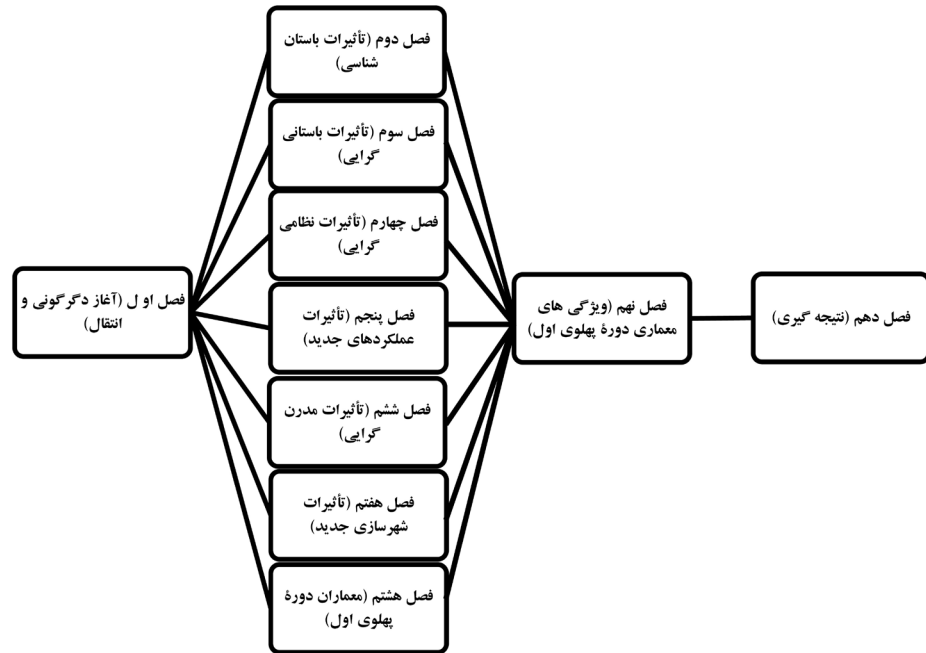 فصل دوم (تأثیرات باستان
شناسی)
فصل سوم (تأثیرات باستانی
گرایی)
فصل چهارم (تأثیرات نظامی
گرایی)
فصل او ل (آغاز دگرگونی و
انتقال)
فصل پنجم (تأثیرات
عملکردهای جدید)
فصل ششم (تأثیرات مدرن
گرایی)
فصل هفتم (تأثیرات
شهرسازی جدید)
فصل هشتم (معماران دورۀ
پهلوی اول)
فصل نهم (ویژگی های
معماری دورۀ پهلوی اول)
فصل دهم (نتیجه گیری)